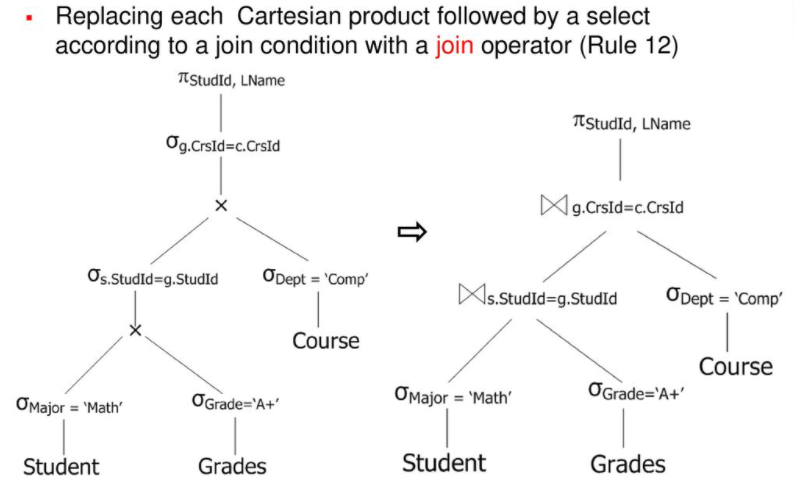 ▪ Replacing each Cartesian product followed by a select
according to a join condition with a join operator (Rule 12)
πStudId, LName
σg.CrsId=c.CrsId
×
σs.StudId=g.StudId
σDept = ‘Comp’
×
Course
σMajor = ‘Math’
σGrade=‘A+’
Student
Grades
⇨
πStudId, LName
⋈ g.CrsId=c.CrsId
⋈s.StudId=g.StudId
σDept = ‘Comp’
Course
σMajor = ‘Math’
σGrade=‘A+’
Student
Grades